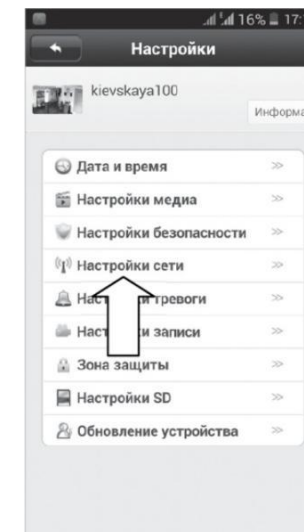 16% 17:
Настройки
kievskaya100
Информа
Дата и время
Настройки медиа
Настройки безопасности
Настройки сети
Нас и тревоги
Наст и записи
Зона защиты
Настройки SD
Обновление устройства